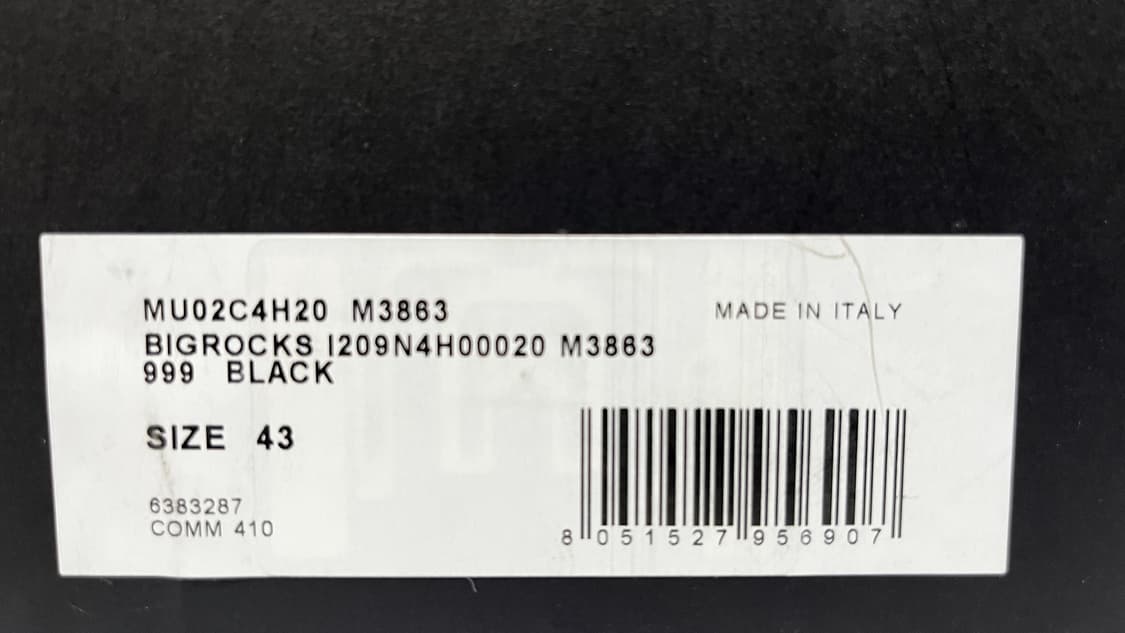 MU02C4H20 M3863
MADE IN ITALY
BIGROCKS I209N4H00020 M3863
999 BLACK
SIZE 43
6383287
COMM 410
8 051527 956907